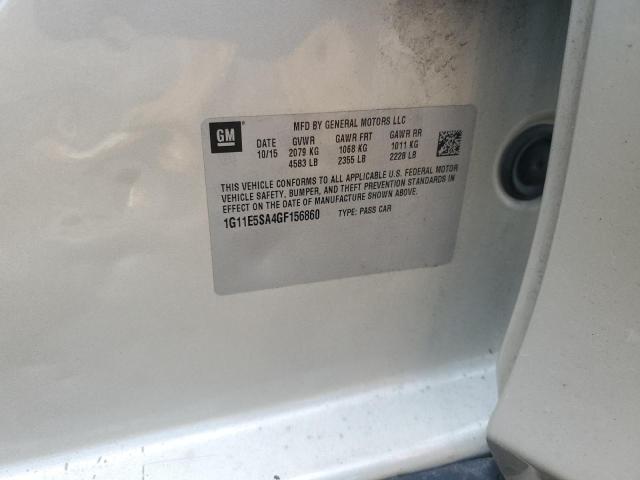 GM
MFD BY GENERAL MOTORS LLC
DATE GVWR GAWR FRT GAWR RR
10/15 2079 KG 1068 KG 1011 KG
4583 LB 2355 LB 2228 LB
THIS VEHICLE CONFORMS TO ALL APPLICABLE U.S. FEDERAL MOTOR
VEHICLE SAFETY, BUMPER, AND THEFT PREVENTION STANDARDS IN
EFFECT ON THE DATE OF MANUFACTURE SHOWN ABOVE.
1G11E5SA4GF156860 TYPE: PASS CAR